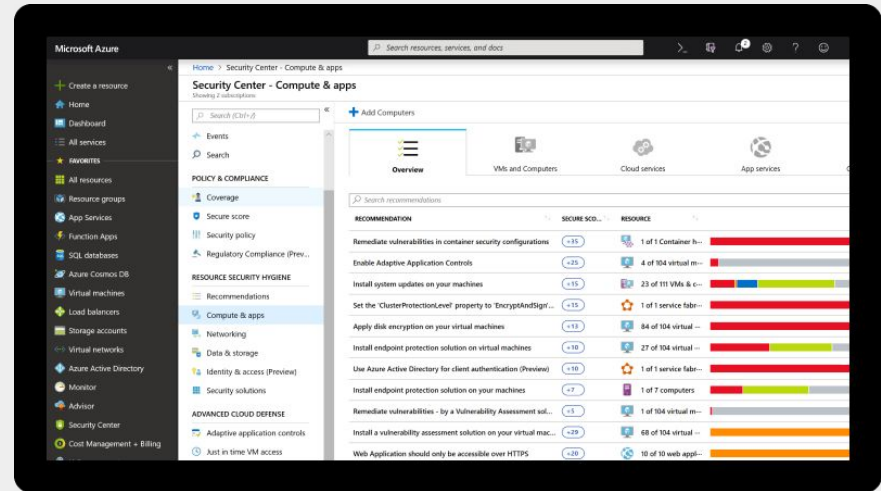 Microsoft Azure
Search resources, services, and docs
2
Home > Security Center - Compute & apps
Security Center - Compute & apps
Showing 2 subscriptions
Create a resource
Home
Dashboard
All services
FAVORITES
All resources
Resource groups
App Services
Function Apps
SQL databases
Azure Cosmos DB
Virtual machines
Load balancers
Storage accounts
Virtual networks
Azure Active Directory
Monitor
Advisor
Security Center
Cost Management + Billing
Search (Ctrl+/)
Events
Search
POLICY & COMPLIANCE
Coverage
Secure score
Security policy
Regulatory Compliance (Prev...
RESOURCE SECURITY HYGIENE
Recommendations
Compute & apps
Networking
Data & storage
Identity & access (Preview)
Security solutions
ADVANCED CLOUD DEFENSE
Adaptive application controls
Just in time VM access
Add Computers
Overview VMs and Computers Cloud services App services
Search recommendations
RECOMMENDATION SECURE SCO... RESOURCE
Remediate vulnerabilities in container security configurations +35 1 of 1 Container h...
Enable Adaptive Application Controls +25 4 of 104 virtual m...
Install system updates on your machines +15 23 of 111 VMs & c...
Set the 'ClusterProtectionLevel' property to 'EncryptAndSign'... +15 1 of 1 service fabr...
Apply disk encryption on your virtual machines +13 84 of 104 virtual ...
Install endpoint protection solution on virtual machines +10 27 of 104 virtual ...
Use Azure Active Directory for client authentication (Preview) +10 1 of 1 service fabr...
Install endpoint protection solution on your machines +7 1 of 7 computers
Remediate vulnerabilities - by a Vulnerability Assessment sol... +5 1 of 104 virtual m...
Install a vulnerability assessment solution on your virtual mac... +29 68 of 104 virtual ...
Web Application should only be accessible over HTTPS +20 10 of 10 web appl...